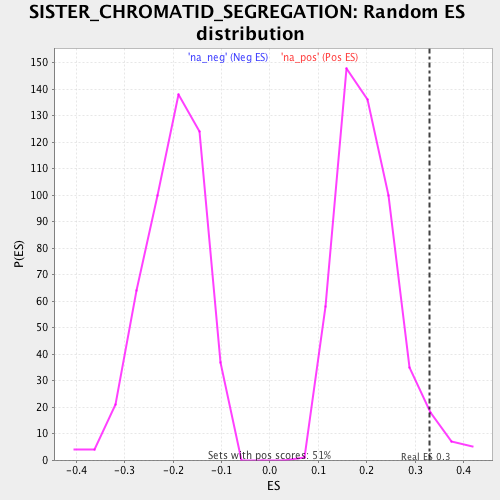 SISTER_CHROMATID_SEGREGATION: Random ES
distribution
'na_neg' (Neg ES) 'na_pos' (Pos ES)
150
140
130
120
110
100
90
80
70
60
50
40
30
20
10
0
P(ES)
Sets with pos scores: 51%
Real ES 0.3
-0.4 -0.3 -0.2 -0.1 0.0 0.1 0.2 0.3 0.4
ES